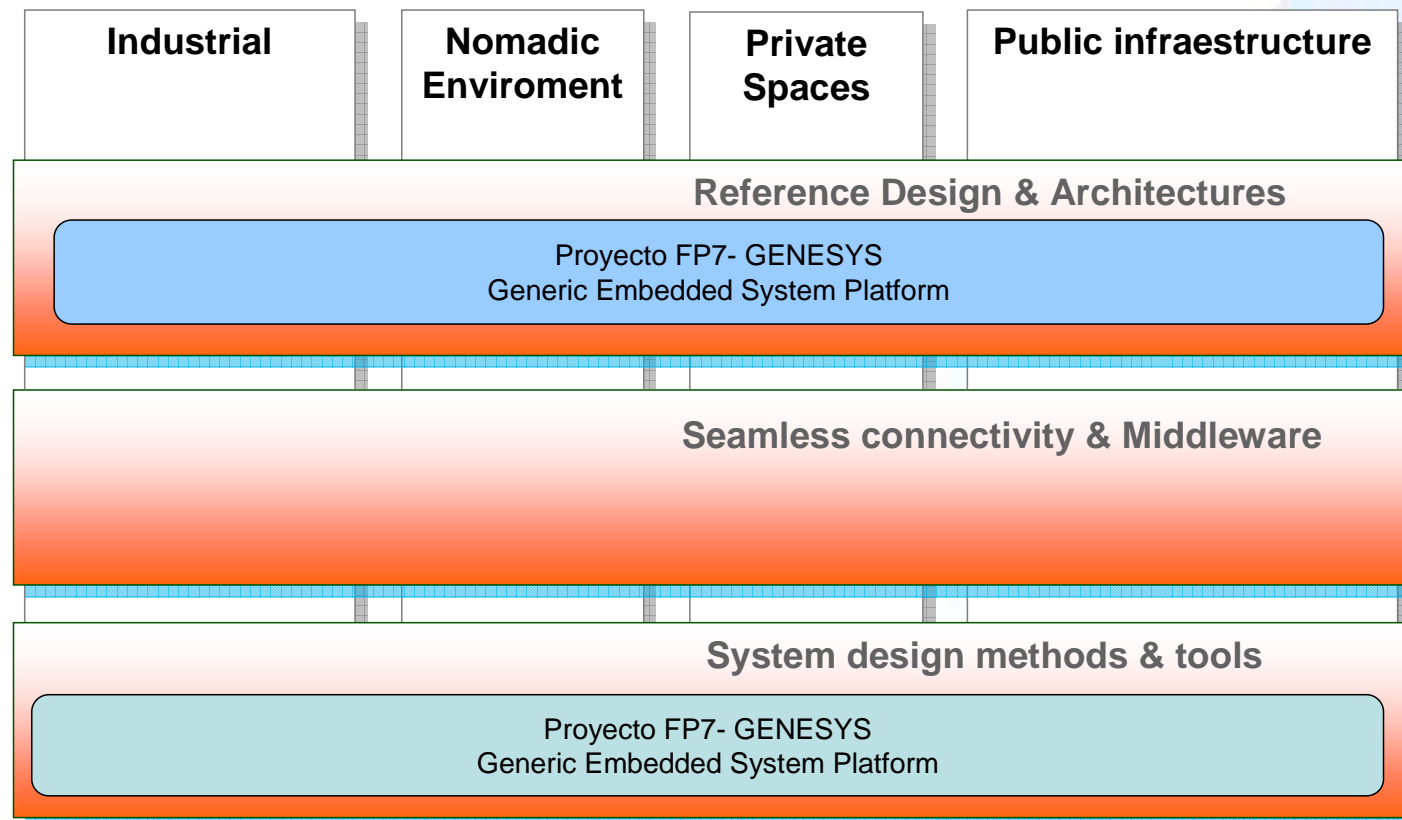 Industrial
Nomadic
Enviroment
Private
Spaces
Public infraestructure
Reference Design & Architectures
Proyecto FP7- GENESYS
Generic Embedded System Platform
Seamless connectivity & Middleware
System design methods & tools
Proyecto FP7- GENESYS
Generic Embedded System Platform